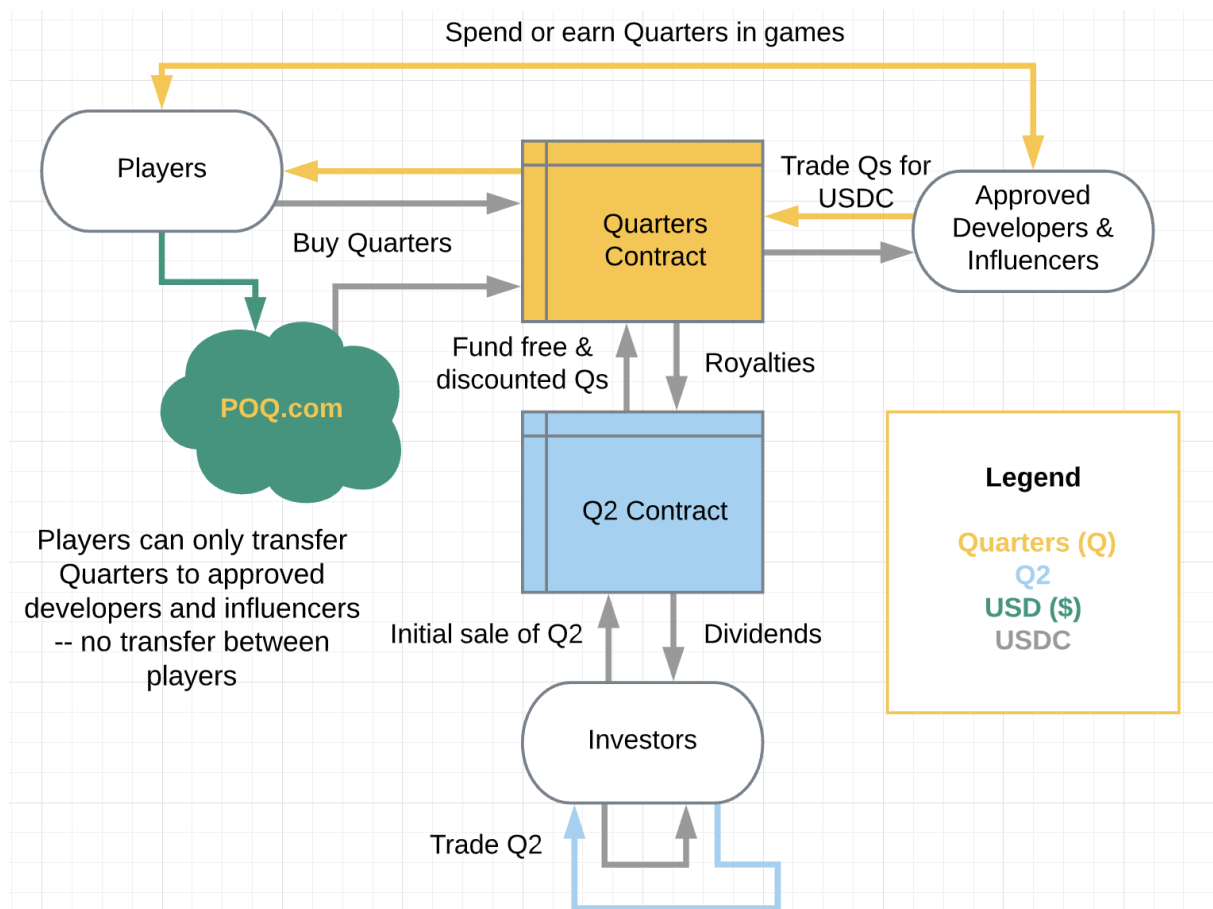 Spend or earn Quarters in games
Players
Trade Qs for
USDC
Approved
Developers &
Influencers
Quarters
Contract
Buy Quarters
Fund free &
discounted Qs
Royalties
POQ.com
Q2 Contract
Legend
Quarters (Q)
Q2
USD ($)
USDC
Players can only transfer
Quarters to approved
developers and influencers
-- no transfer between
players
Initial sale of Q2
Dividends
Investors
Trade Q2